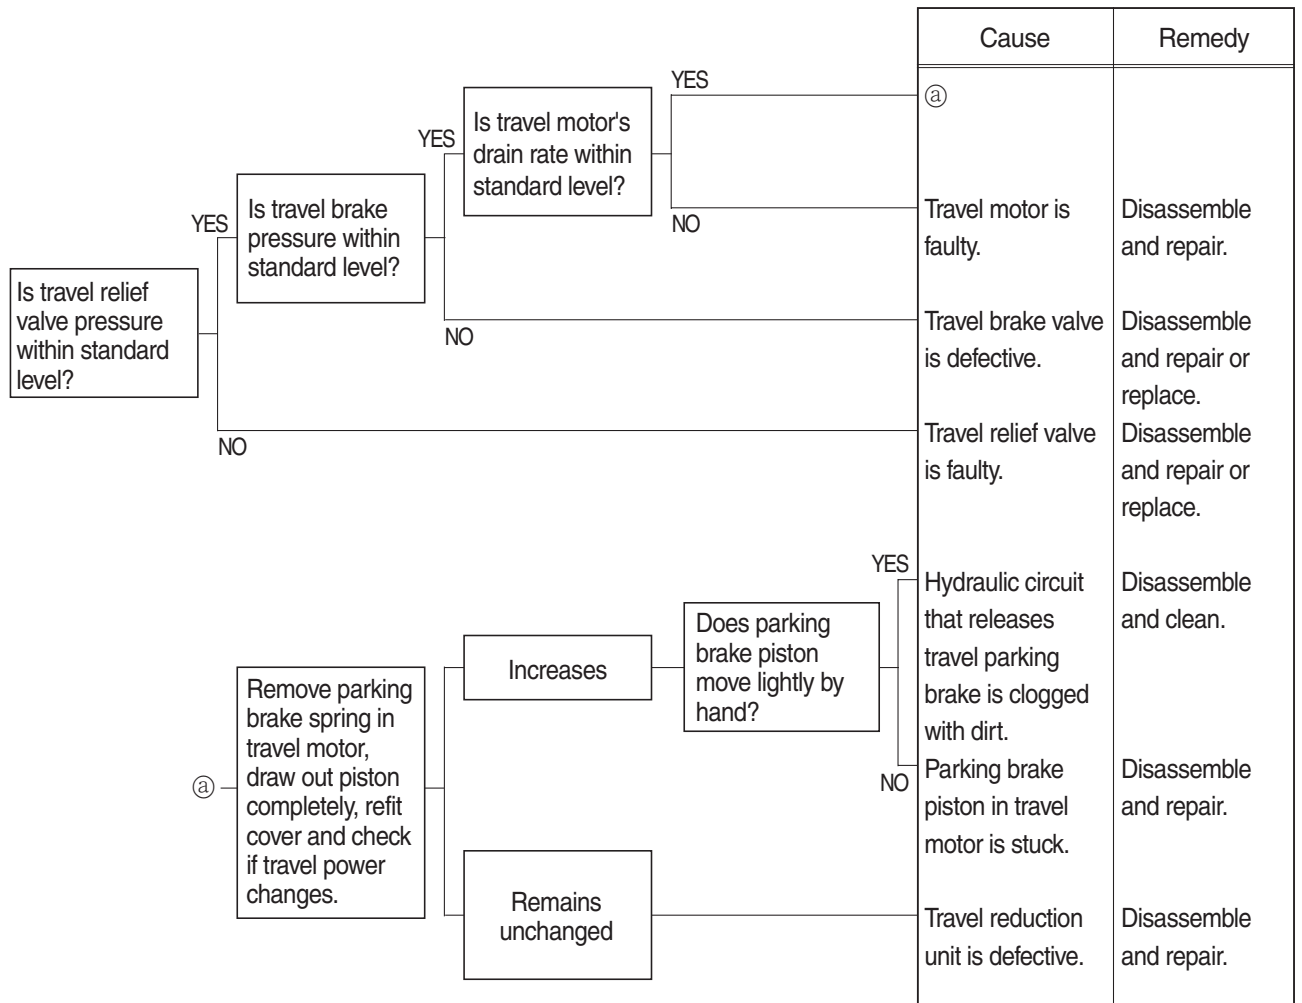 Cause
Remedy
YES
ⓐ
Is travel motor's
drain rate within
standard level?
YES
Is travel brake
pressure within
standard level?
YES
NO
Travel motor is
faulty.
Disassemble
and repair.
Is travel relief
valve pressure
within standard
level?
NO
Travel brake valve
is defective.
Disassemble
and repair or
replace.
NO
Travel relief valve
is faulty.
Disassemble
and repair or
replace.
ⓐ
Remove parking
brake spring in
travel motor,
draw out piston
completely, refit
cover and check
if travel power
changes.
Increases
Does parking
brake piston
move lightly by
hand?
YES
Hydraulic circuit
that releases
travel parking
brake is clogged
with dirt.
Disassemble
and clean.
NO
Parking brake
piston in travel
motor is stuck.
Disassemble
and repair.
Remains
unchanged
Travel reduction
unit is defective.
Disassemble
and repair.